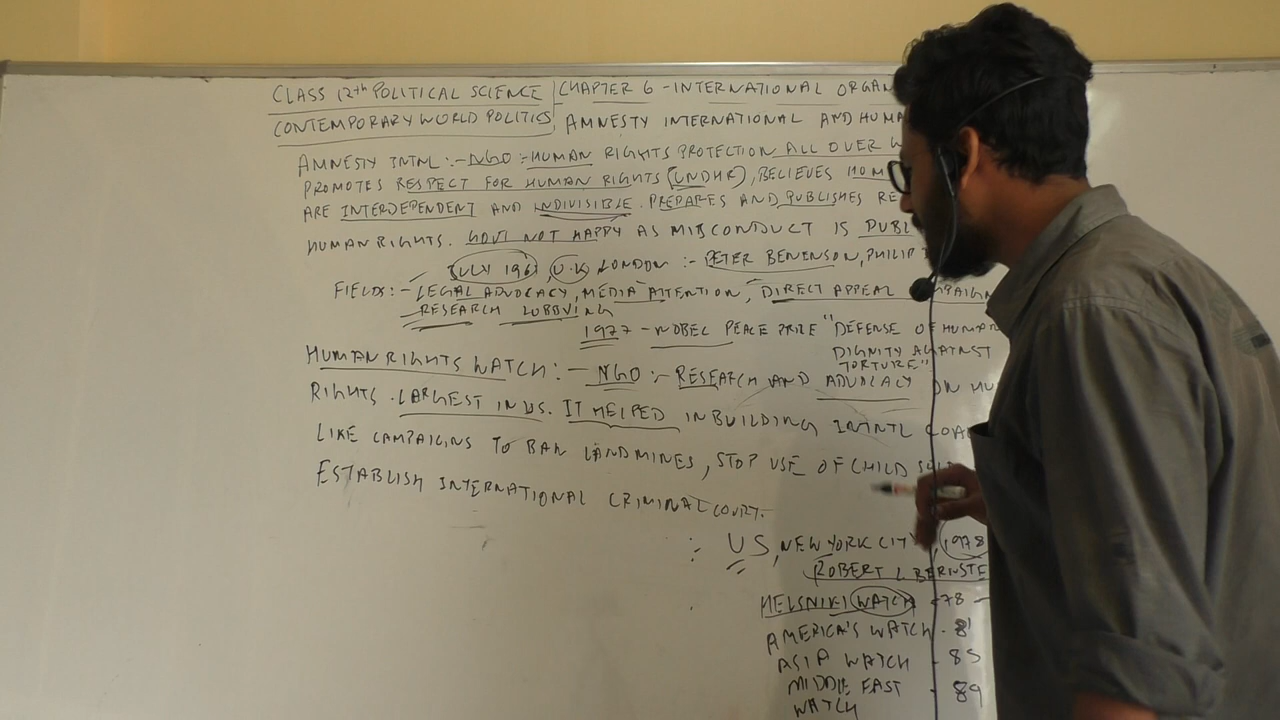 CLASS 12th POLITICAL SCIENCE | CHAPTER 6 - INTERNATIONAL ORGAN
CONTEMPORARY WORLD POLITICS | AMNESTY INTERNATIONAL AND HUMA
AMNESTY INTNL :- NGO :- HUMAN RIGHTS PROTECTION ALL OVER W
PROMOTES RESPECT FOR HUMAN RIGHTS (UNDHR), BELIEVES
ARE INTERDEPENDENT AND INDIVISIBLE. PREPARES AND PUBLISHES RE
HUMAN RIGHTS. GOVT NOT HAPPY AS MISCONDUCT IS PUBL
JULY 1961, U.K LONDON :- PETER BENENSON, PHILIP
FIELDS :- LEGAL ADVOCACY, MEDIA ATTENTION, DIRECT APPEAL CAMPAIGN
RESEARCH LOBBYING
1977 - NOBEL PEACE PRIZE "DEFENSE OF HUMAN
DIGNITY AGAINST
TORTURE"
HUMAN RIGHTS WATCH :- NGO :- RESEARCH AND ADVOCACY ON HU
RIGHTS. LARGEST IN US. IT HELPED IN BUILDING INTNTL COA
LIKE CAMPAIGNS TO BAN LANDMINES, STOP USE OF CHILD SOL
ESTABLISH INTERNATIONAL CRIMINAL COURT.
: US, NEW YORK CITY, 1978
ROBERT L BERNSTE
HELSNIKI WATCH - 78 -
AMERICA'S WATCH - 81
ASIA WATCH - 85
MIDDLE EAST - 89
WATCH